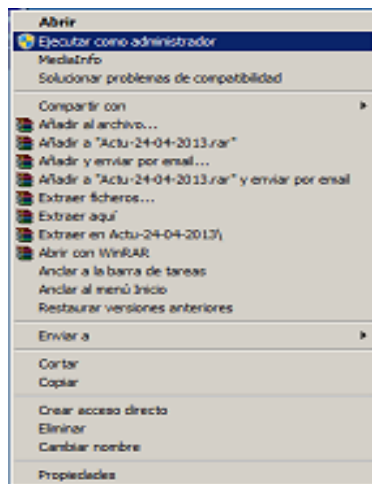 Abrir
Ejecutar como administrador
MediaInfo
Solucionar problemas de compatibilidad
Compartir con
Añadir al archivo...
Añadir a "Actu-24-04-2013.rar"
Añadir y enviar por email...
Añadir a "Actu-24-04-2013.rar" y enviar por email
Extraer ficheros...
Extraer aquí
Extraer en Actu-24-04-2013\
Abrir con WinRAR
Anclar a la barra de tareas
Anclar al menú Inicio
Restaurar versiones anteriores
Enviar a
Cortar
Copiar
Crear acceso directo
Eliminar
Cambiar nombre
Propiedades